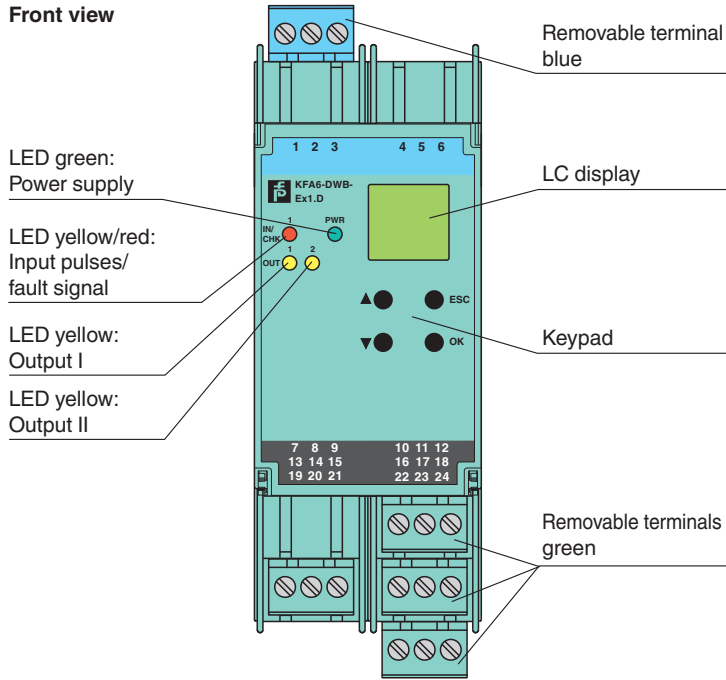 Front view
Removable terminal
blue
1 2 3 4 5 6
LED green:
Power supply
KFA6-DWB-
Ex1.D
LC display
1 PWR
IN/
CHK
LED yellow/red:
Input pulses/
fault signal
1 2
OUT
ESC
LED yellow:
Output I
OK
Keypad
LED yellow:
Output II
7 8 9 10 11 12
13 14 15 16 17 18
19 20 21 22 23 24
Removable terminals
green